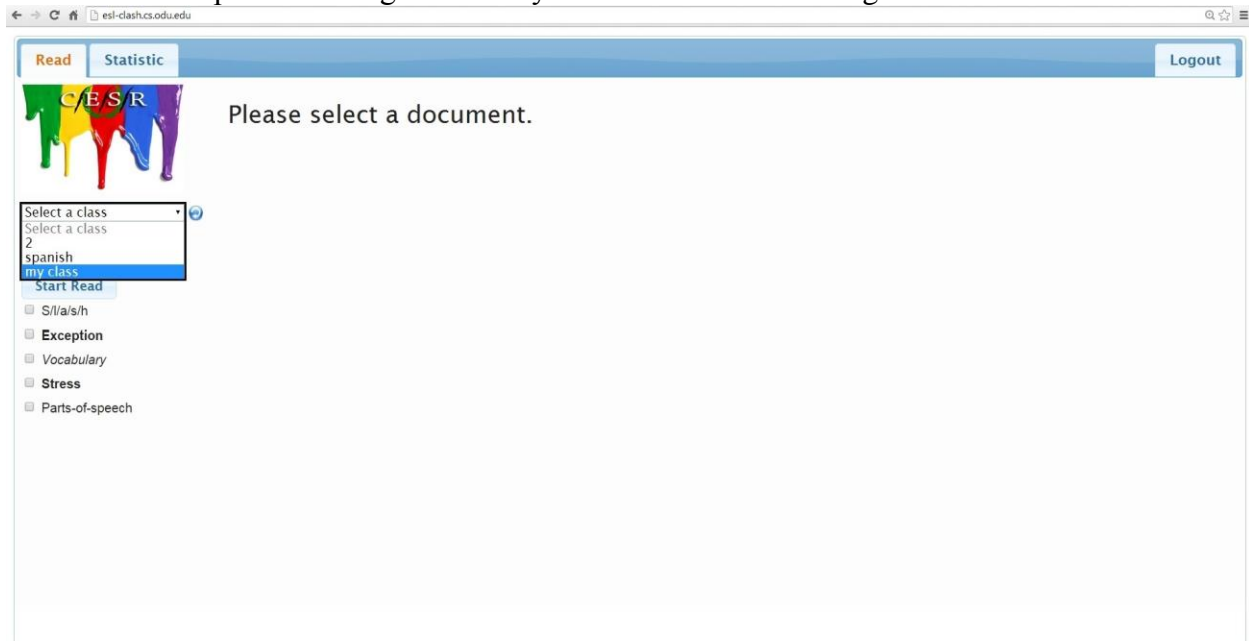 esl-clash.cs.odu.edu
Read Statistic Logout
C/E/S/R
Please select a document.
Select a class
Select a class
2
spanish
my class
Start Read
S/l/a/s/h
Exception
Vocabulary
Stress
Parts-of-speech